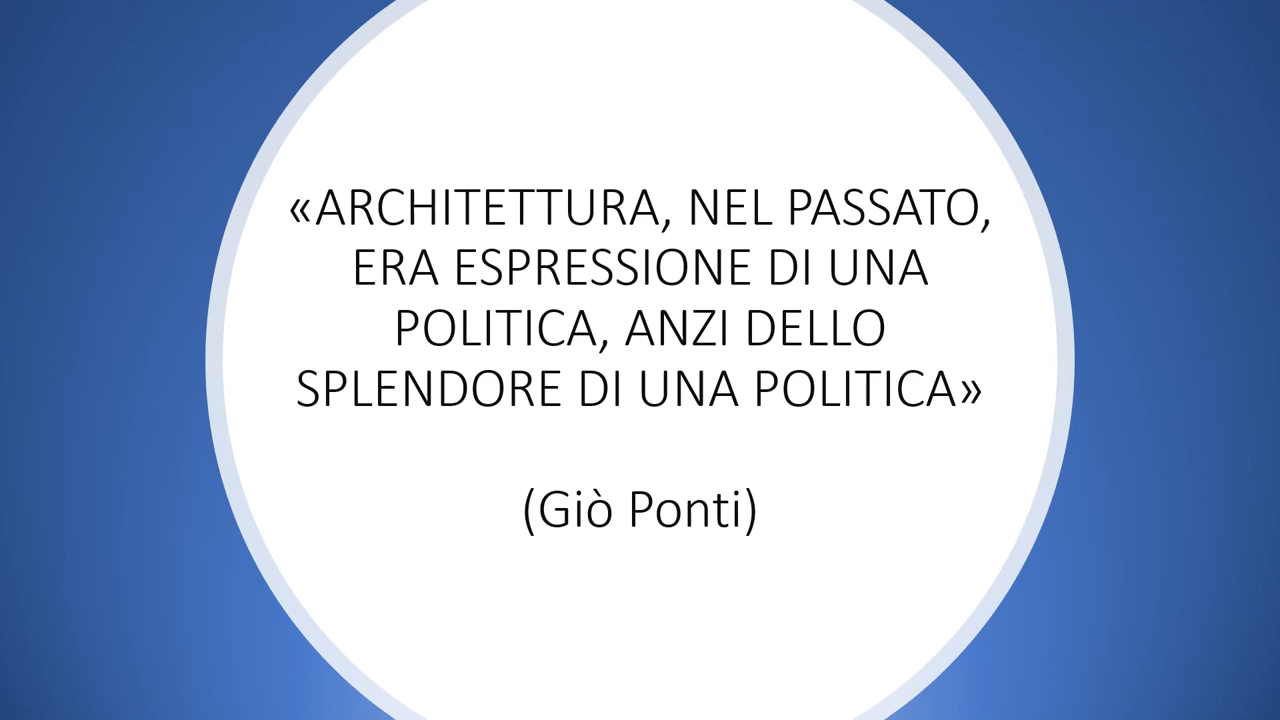 «ARCHITETTURA, NEL PASSATO,
ERA ESPRESSIONE DI UNA
POLITICA, ANZI DELLO
SPLENDORE DI UNA POLITICA»
(Giò Ponti)